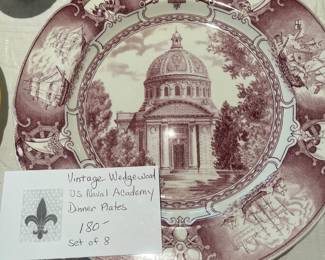 Vintage Wedgewood
US Naval Academy
Dinner Plates
180-
Set of 8